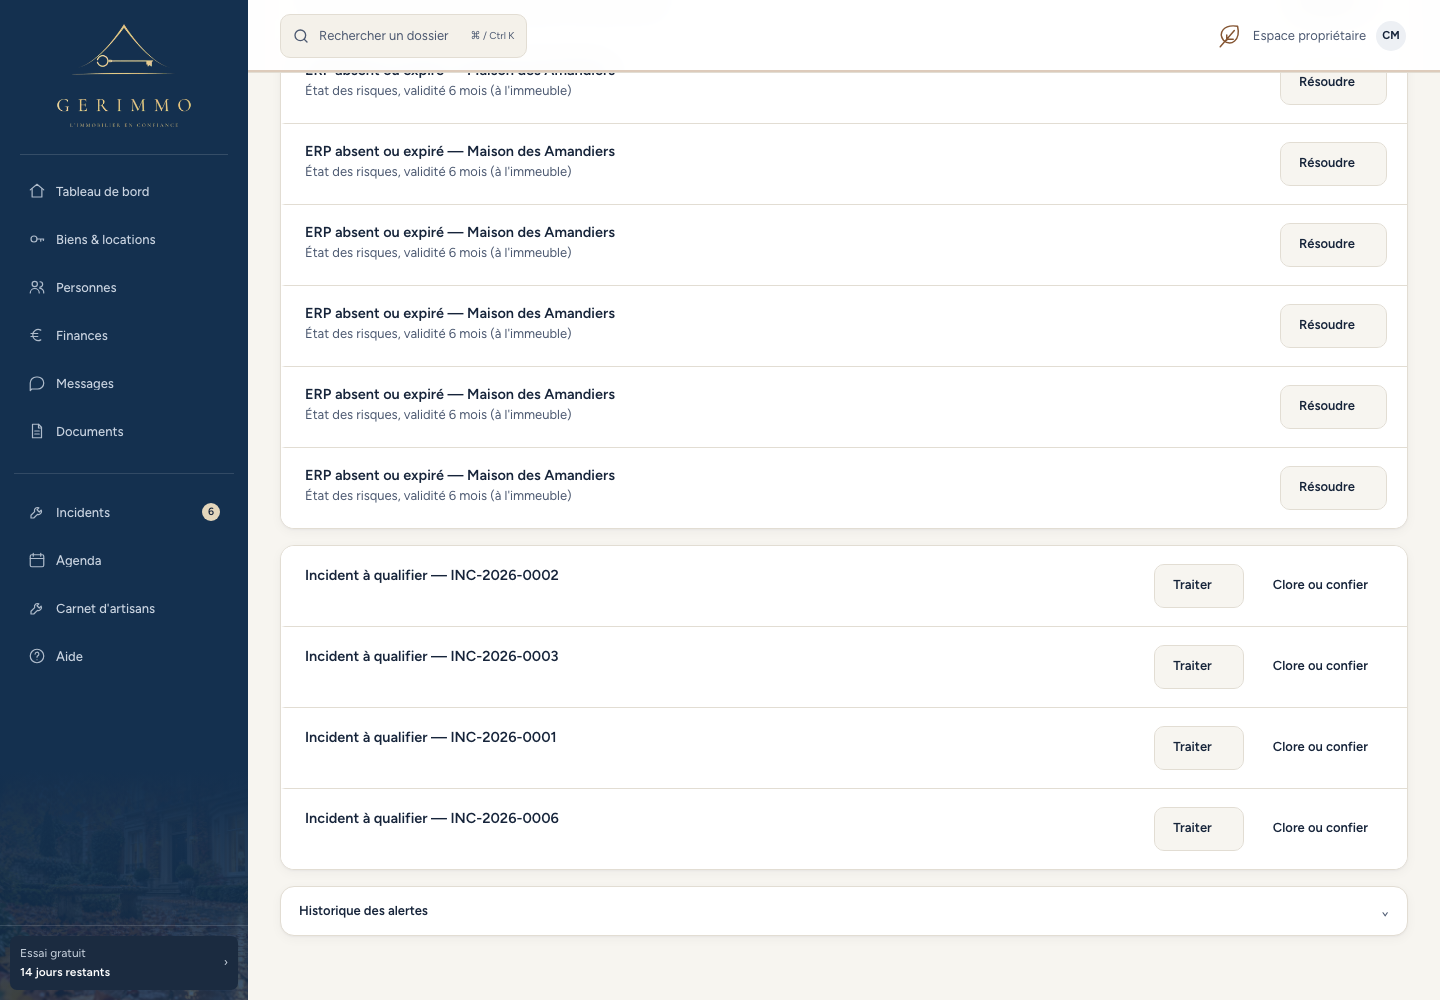 GERIMMO
L'IMMOBILIER EN CONFIANCE
Tableau de bord
Biens & locations
Personnes
Finances
Messages
Documents
Incidents 6
Agenda
Carnet d'artisans
Aide
Essai gratuit
14 jours restants
Rechercher un dossier ⌘ / Ctrl K
Espace propriétaire CM
ERP absent ou expiré — Maison des Amandiers
État des risques, validité 6 mois (à l'immeuble)
Résoudre
ERP absent ou expiré — Maison des Amandiers
État des risques, validité 6 mois (à l'immeuble)
Résoudre
ERP absent ou expiré — Maison des Amandiers
État des risques, validité 6 mois (à l'immeuble)
Résoudre
ERP absent ou expiré — Maison des Amandiers
État des risques, validité 6 mois (à l'immeuble)
Résoudre
ERP absent ou expiré — Maison des Amandiers
État des risques, validité 6 mois (à l'immeuble)
Résoudre
ERP absent ou expiré — Maison des Amandiers
État des risques, validité 6 mois (à l'immeuble)
Résoudre
Incident à qualifier — INC-2026-0002
Traiter Clore ou confier
Incident à qualifier — INC-2026-0003
Traiter Clore ou confier
Incident à qualifier — INC-2026-0001
Traiter Clore ou confier
Incident à qualifier — INC-2026-0006
Traiter Clore ou confier
Historique des alertes